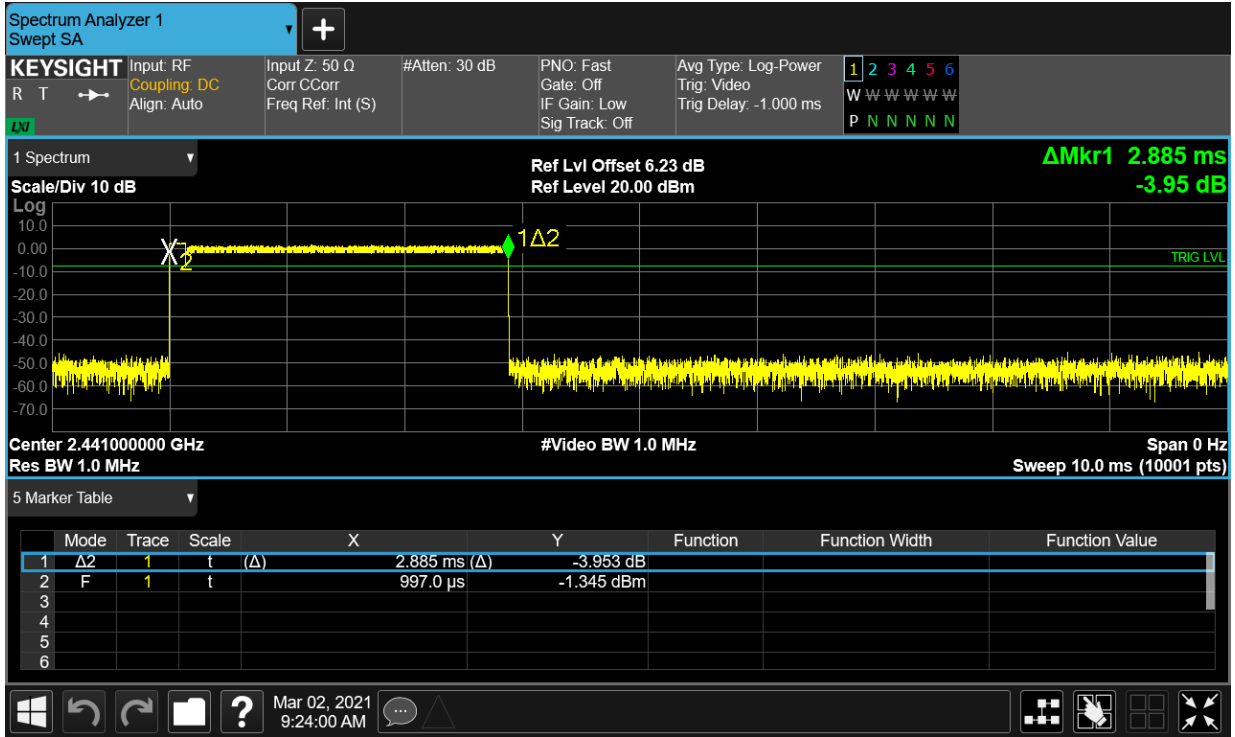 Spectrum Analyzer 1
Swept SA
KEYSIGHT
R T
LXI
Input: RF
Coupling: DC
Align: Auto
Input Z: 50 Ω
Corr CCorr
Freq Ref: Int (S)
#Atten: 30 dB
PNO: Fast
Gate: Off
IF Gain: Low
Sig Track: Off
Avg Type: Log-Power
Trig: Video
Trig Delay: -1.000 ms
1 2 3 4 5 6
W W W W W W
P N N N N N
1 Spectrum
Scale/Div 10 dB
Ref Lvl Offset 6.23 dB
Ref Level 20.00 dBm
ΔMkr1 2.885 ms
-3.95 dB
Log
10.0
0.00
-10.0
-20.0
-30.0
-40.0
-50.0
-60.0
-70.0
X
2
1Δ2
TRIG LVL
Center 2.441000000 GHz
Res BW 1.0 MHz
#Video BW 1.0 MHz
Span 0 Hz
Sweep 10.0 ms (10001 pts)
5 Marker Table
Mode Trace Scale X Y Function Function Width Function Value
1 Δ2 1 t (Δ) 2.885 ms (Δ) -3.953 dB
2 F 1 t 997.0 µs -1.345 dBm
3
4
5
6
?
Mar 02, 2021
9:24:00 AM